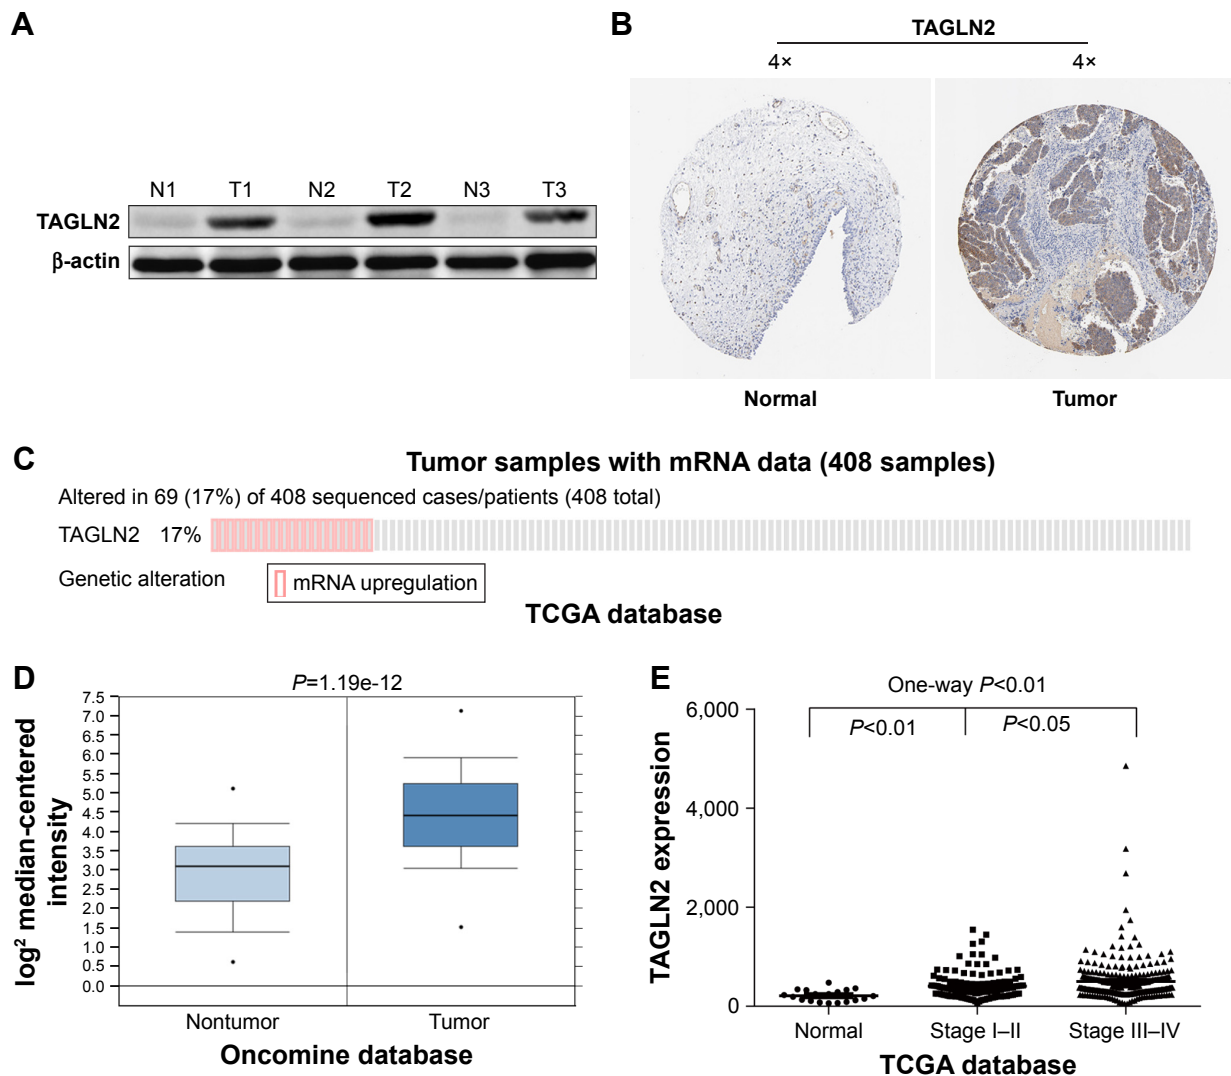 A
N1 T1 N2 T2 N3 T3
TAGLN2
β-actin
B
TAGLN2
4× 4×
Normal Tumor
C
Tumor samples with mRNA data (408 samples)
Altered in 69 (17%) of 408 sequenced cases/patients (408 total)
TAGLN2 17%
Genetic alteration mRNA upregulation
TCGA database
D
P=1.19e-12
log² median-centered
intensity
7.5
7.0
6.5
6.0
5.5
5.0
4.5
4.0
3.5
3.0
2.5
2.0
1.5
1.0
0.5
0.0
Nontumor Tumor
Oncomine database
E
One-way P<0.01
P<0.01 P<0.05
TAGLN2 expression
6,000
4,000
2,000
0
Normal Stage I–II Stage III–IV
TCGA database